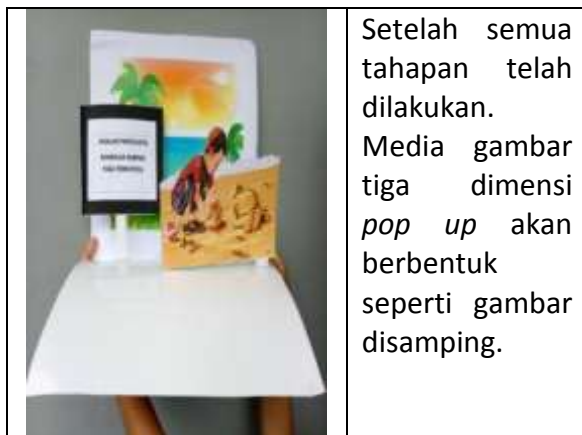 Setelah semua
tahapan telah
dilakukan.
Media gambar
tiga dimensi
pop up akan
berbentuk
seperti gambar
disamping.